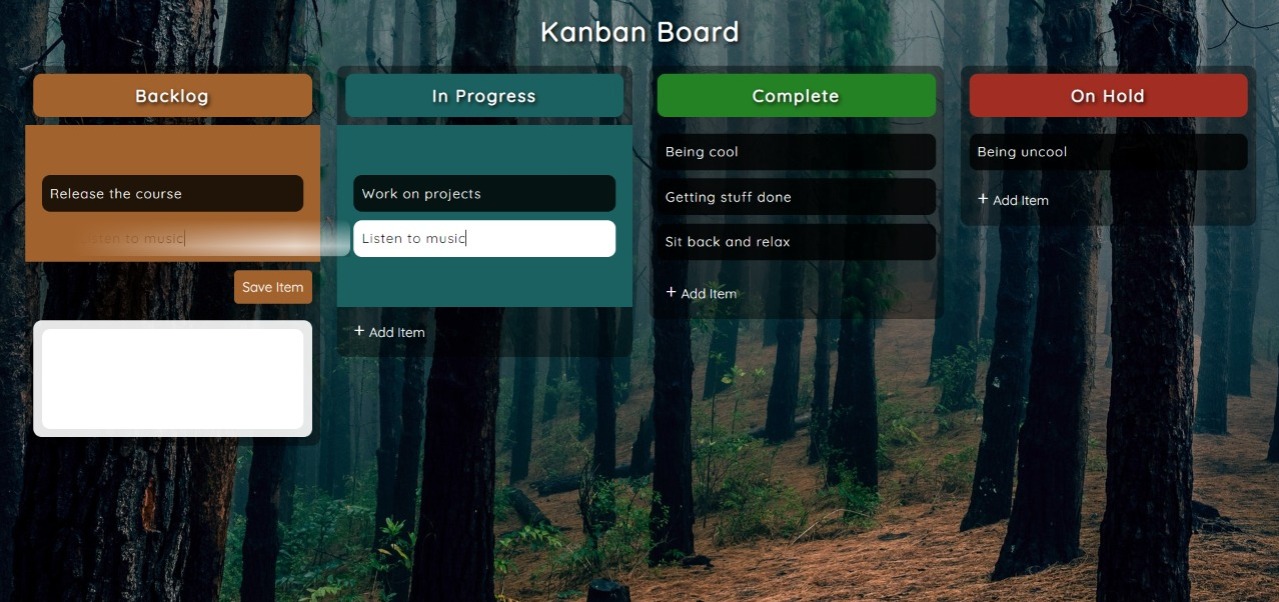 Kanban Board
Backlog
Release the course
sten to music
Save Item
In Progress
Work on projects
Listen to music
+ Add Item
Complete
Being cool
Getting stuff done
Sit back and relax
+ Add Item
On Hold
Being uncool
+ Add Item